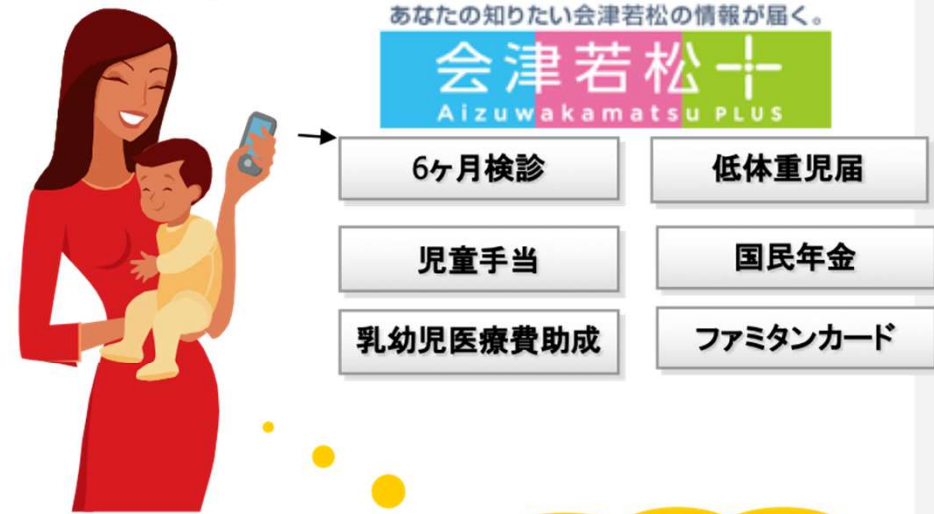 あなたの知りたい会津若松の情報が届く。
会津若松＋
Aizuwakamatsu PLUS
6ヶ月検診
低体重児届
児童手当
国民年金
乳幼児医療費助成
ファミタンカード